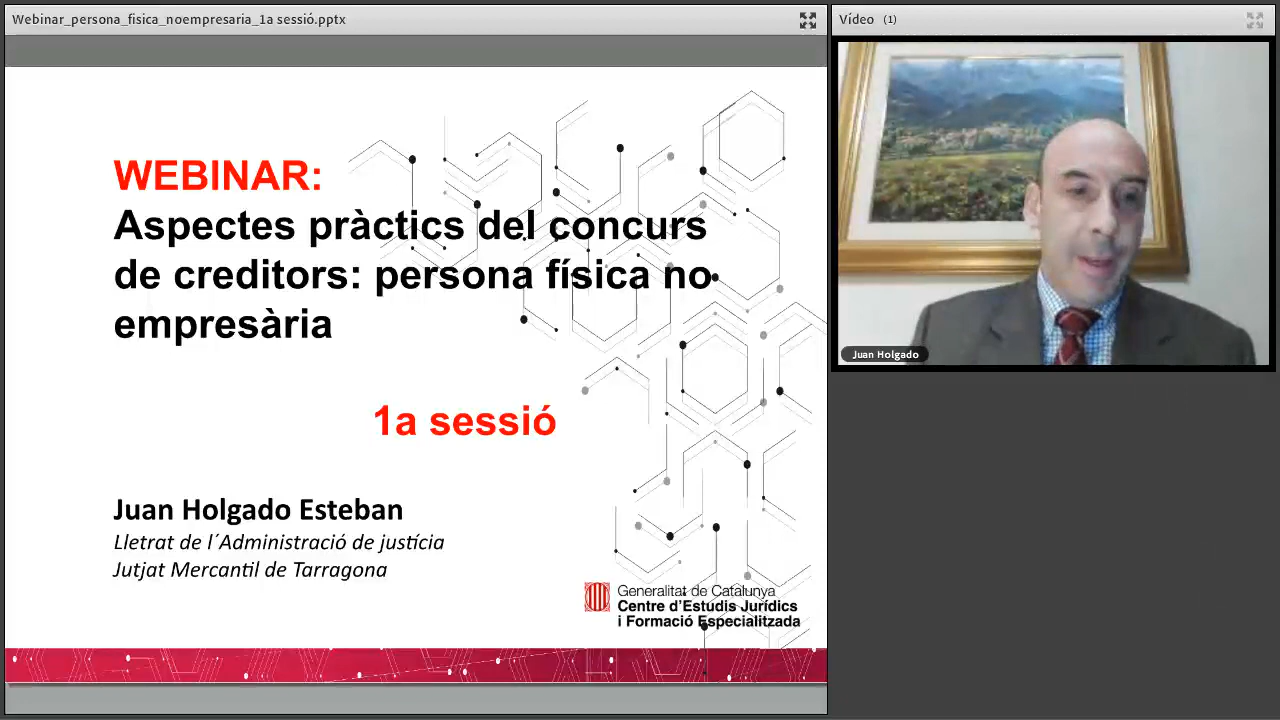 Webinar_persona_fisica_noempresaria_1a sessió.pptx
Vídeo (1)
WEBINAR:
Aspectes pràctics del concurs
de creditors: persona física no
empresària
1a sessió
Juan Holgado Esteban
Lletrat de l´Administració de justícia
Jutjat Mercantil de Tarragona
Generalitat de Catalunya
Centre d'Estudis Jurídics
i Formació Especialitzada
Juan Holgado